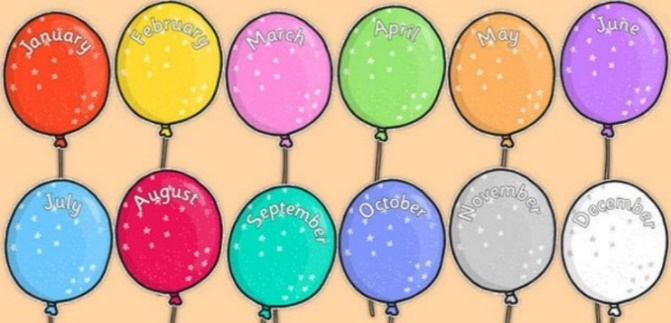 January
February
March
April
May
June
July
August
September
October
November
December